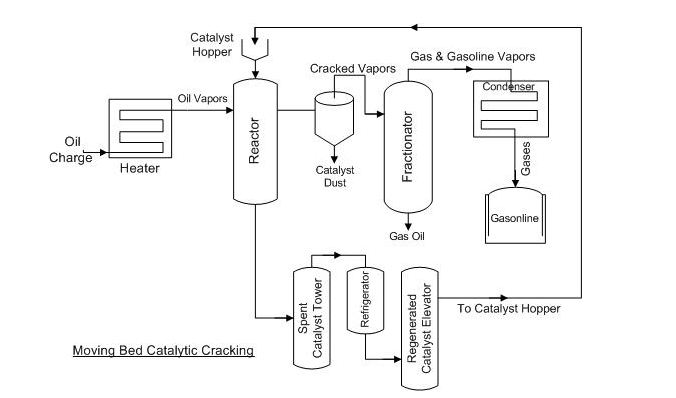 Catalyst
Hopper
Gas & Gasoline Vapors
Cracked Vapors
Condenser
Oil Vapors
Oil
Charge
Heater
Reactor
Catalyst
Dust
Fractionator
Gases
Gasonline
Gas Oil
Spent
Catalyst Tower
Refrigerator
Regenerated
Catalyst Elevator
To Catalyst Hopper
Moving Bed Catalytic Cracking